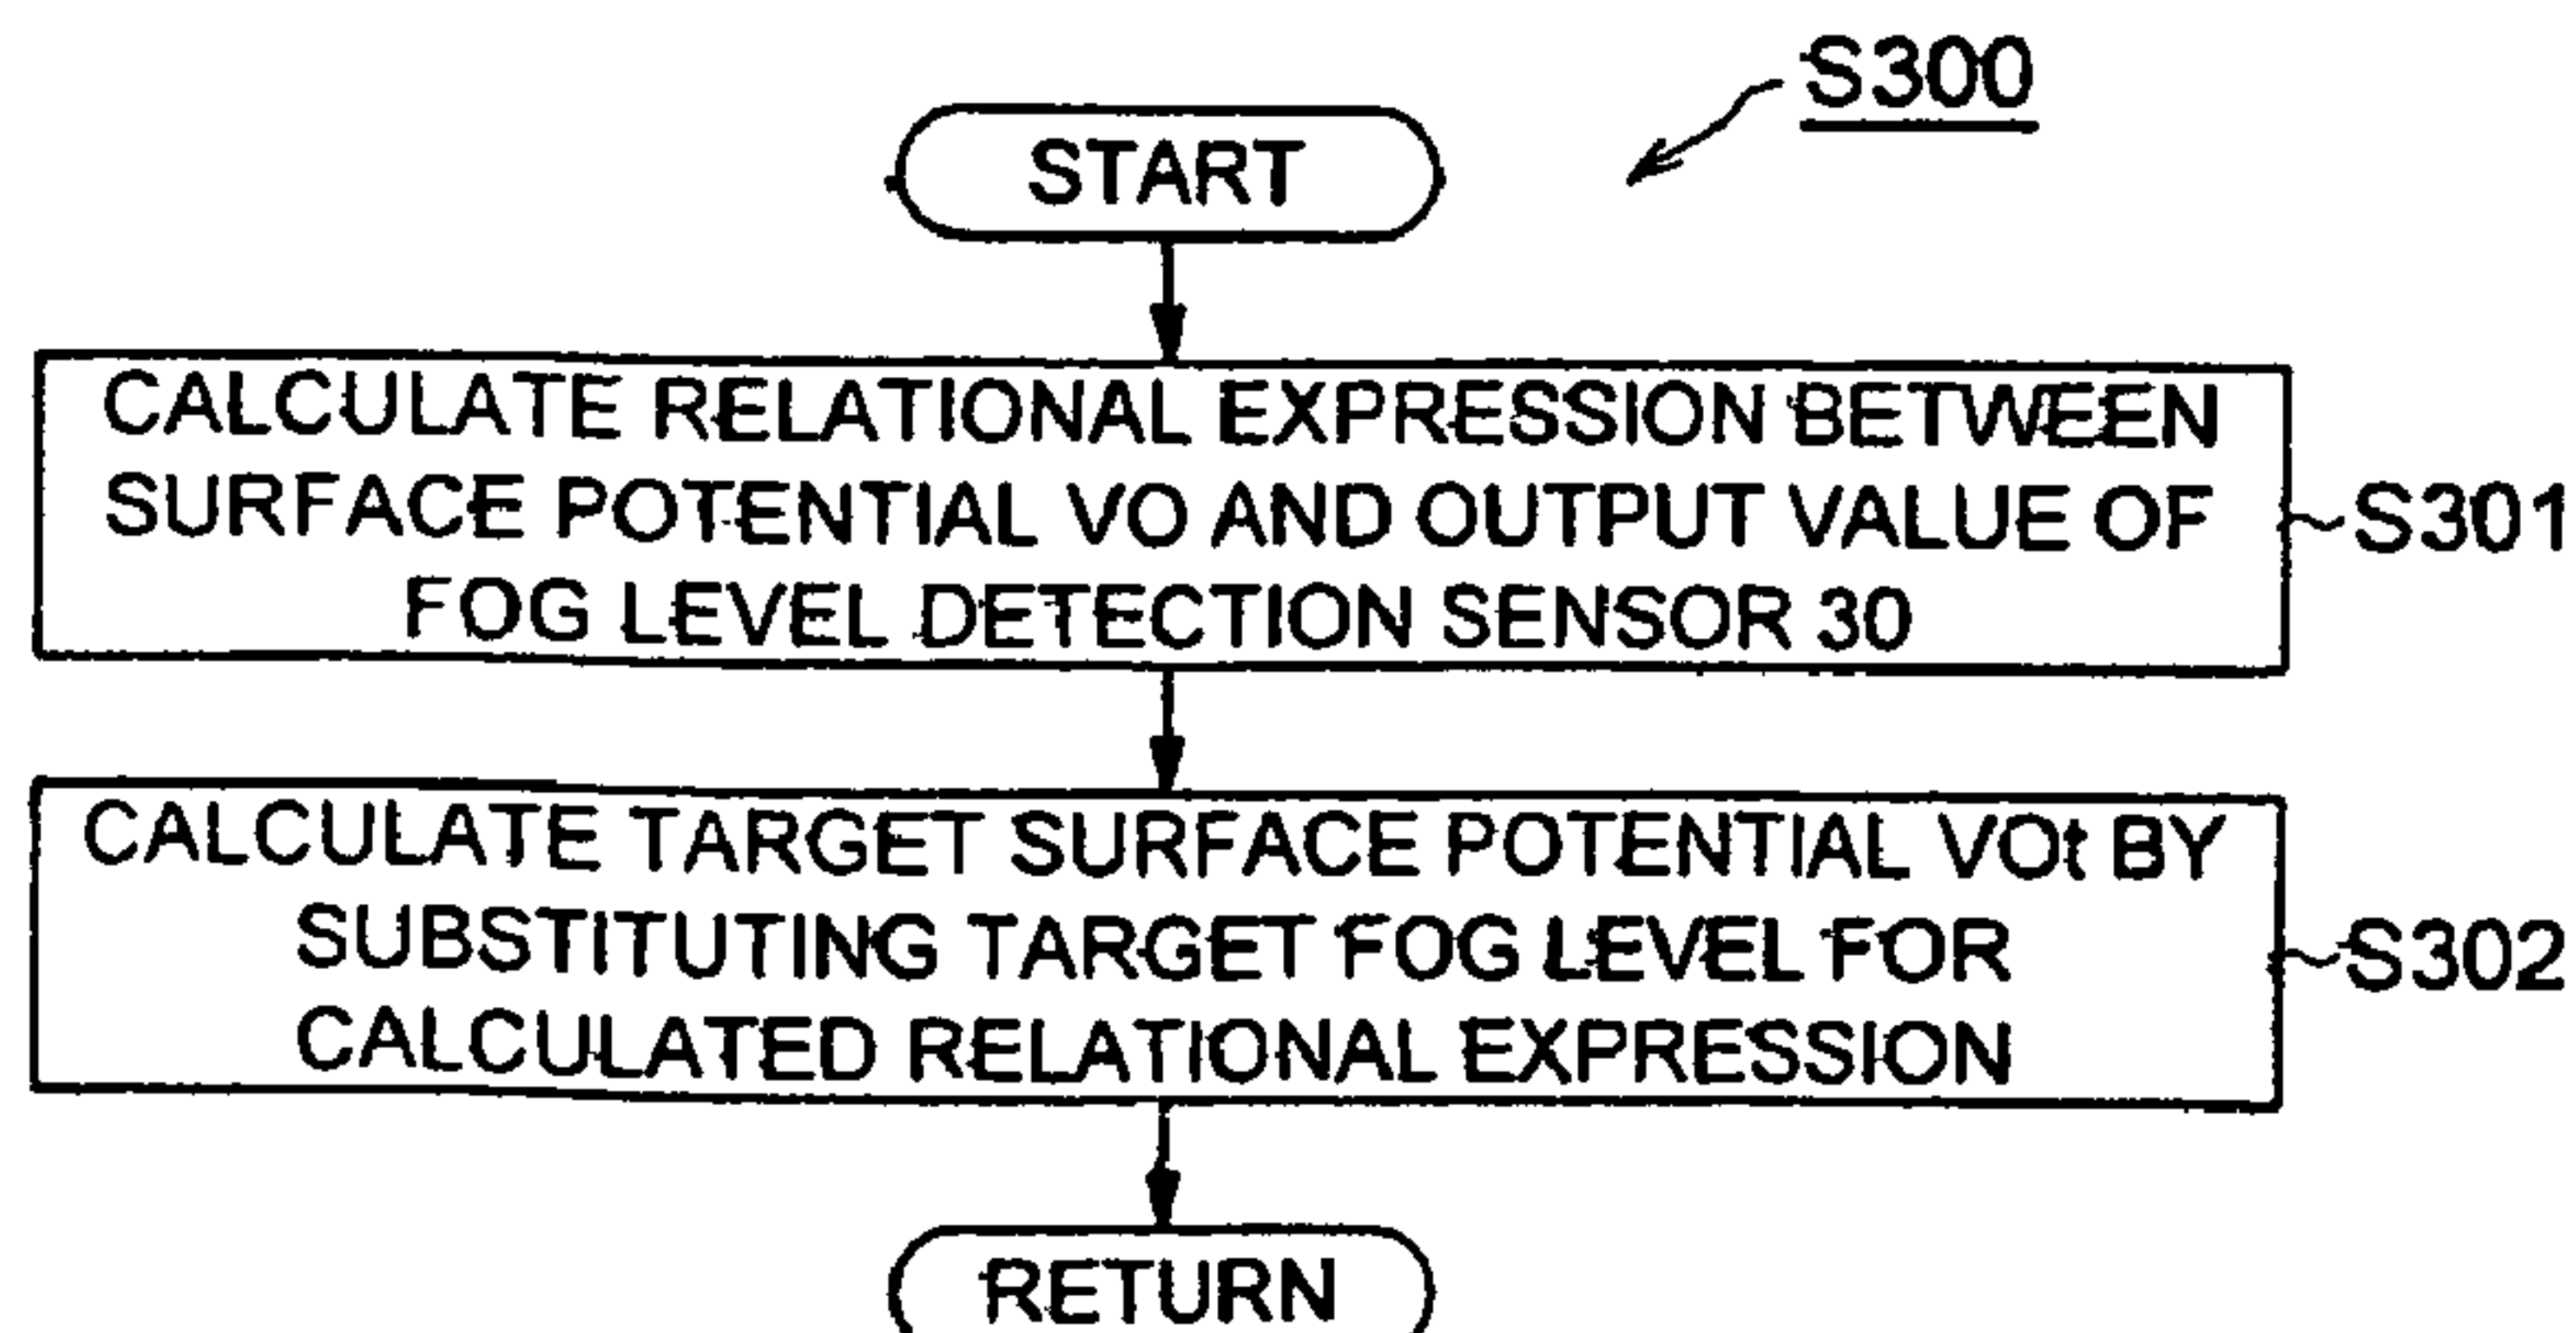 S300
START
CALCULATE RELATIONAL EXPRESSION BETWEEN
SURFACE POTENTIAL VO AND OUTPUT VALUE OF
FOG LEVEL DETECTION SENSOR 30
S301
CALCULATE TARGET SURFACE POTENTIAL VOt BY
SUBSTITUTING TARGET FOG LEVEL FOR
CALCULATED RELATIONAL EXPRESSION
S302
RETURN